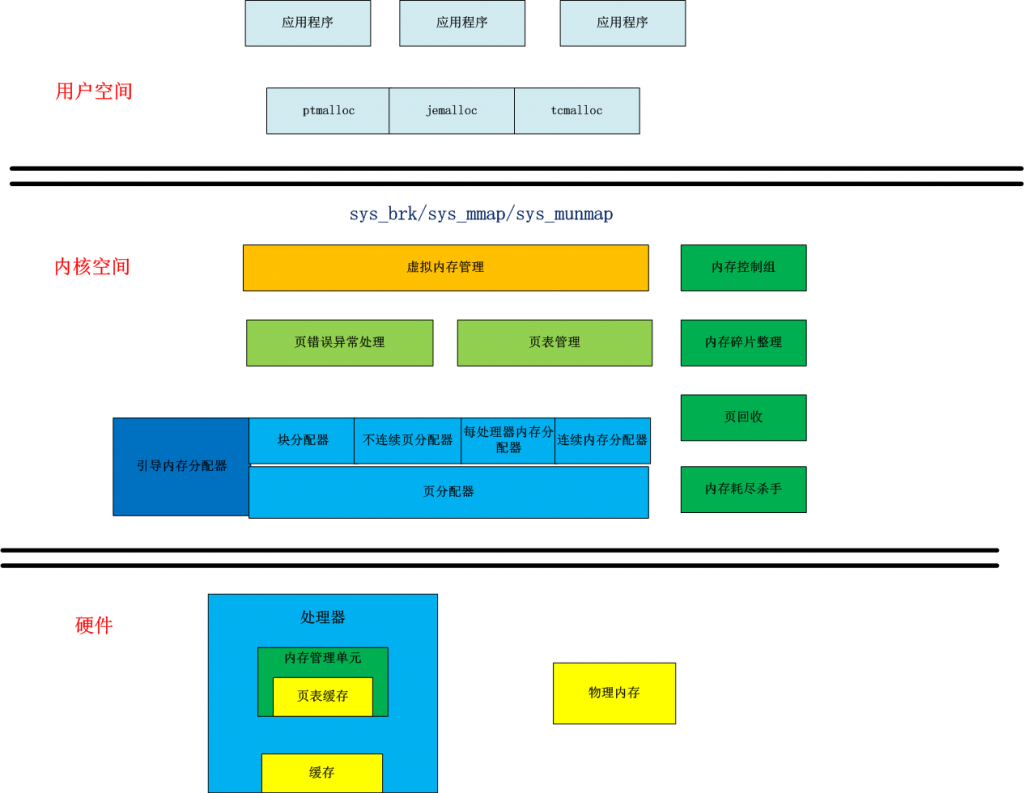 应用程序
应用程序
应用程序
用户空间
ptmalloc
jemalloc
tcmalloc
sys_brk/sys_mmap/sys_munmap
内核空间
虚拟内存管理
内存控制组
页错误异常处理
页表管理
内存碎片整理
页回收
引导内存分配器
块分配器
不连续页分配器
每处理器内存分
配器
连续内存分配器
页分配器
内存耗尽杀手
硬件
处理器
内存管理单元
页表缓存
物理内存
缓存